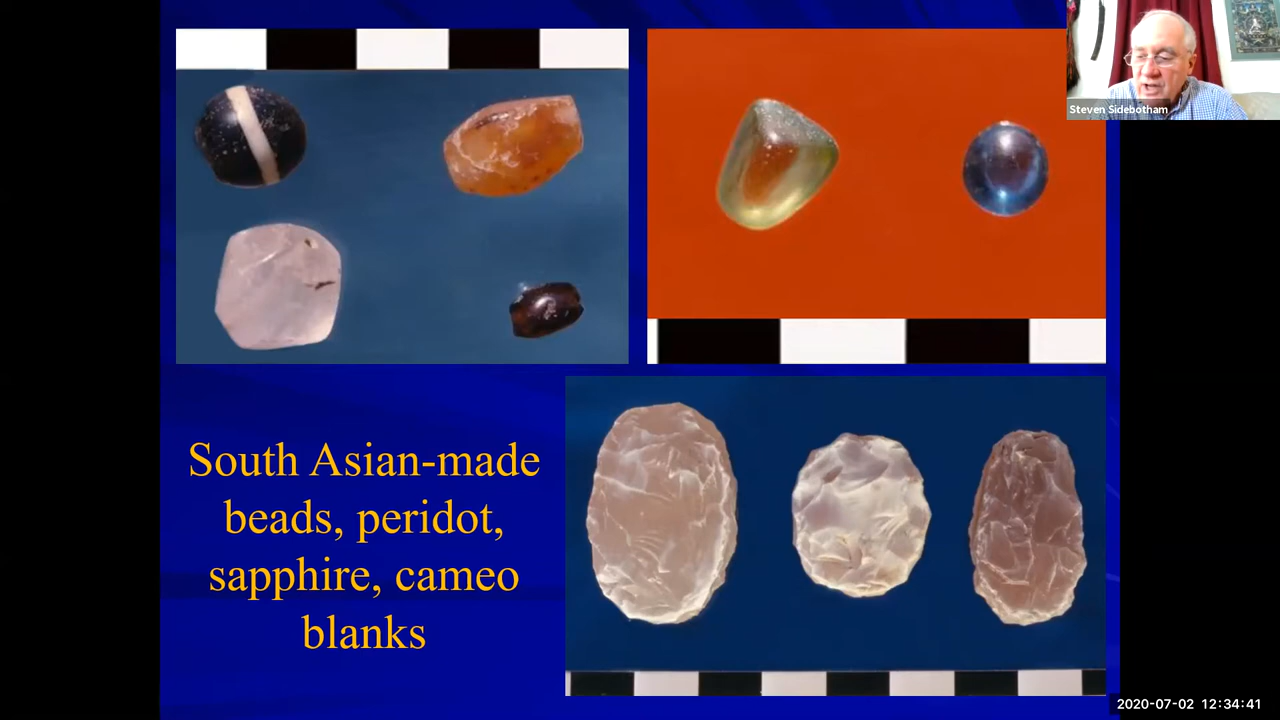 Steven Sidebotham
South Asian-made
beads, peridot,
sapphire, cameo
blanks
2020-07-02 12:34:41